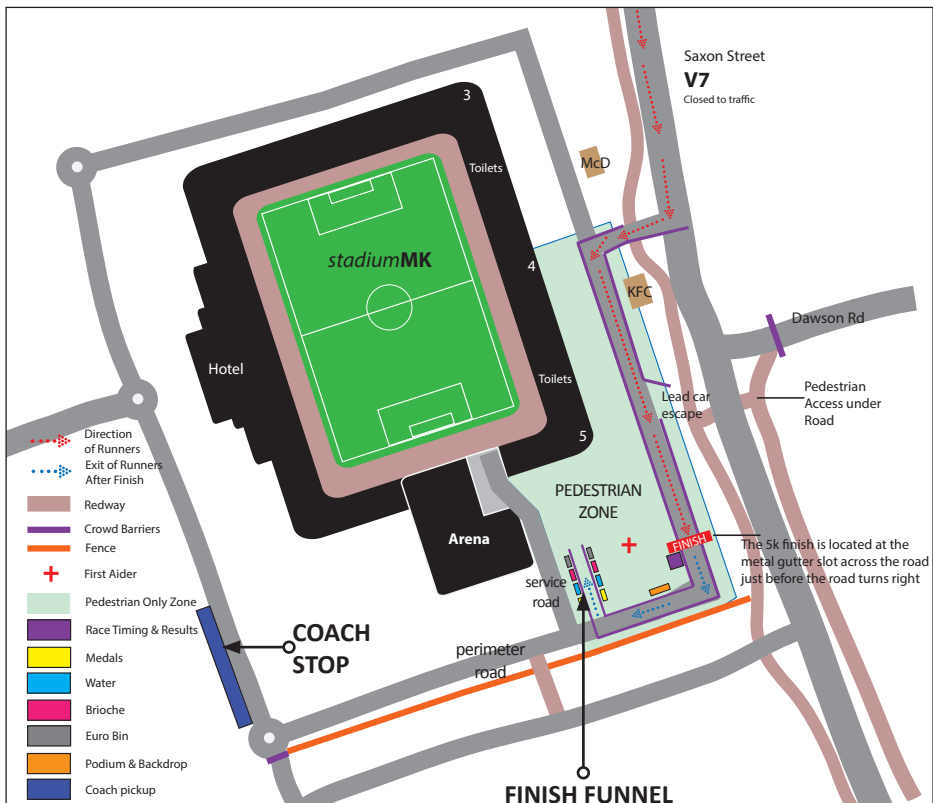 Saxon Street
V7
Closed to traffic
3
McD
Toilets
stadiumMK
4
KFC
Dawson Rd
Hotel
Toilets
Lead car
escape
Pedestrian
Access under
Road
5
PEDESTRIAN
ZONE
Arena
FINISH
The 5k finish is located at the
metal gutter slot across the road
just before the road turns right
service
road
perimeter
road
COACH
STOP
FINISH FUNNEL
Direction
of Runners
Exit of Runners
After Finish
Redway
Crowd Barriers
Fence
First Aider
Pedestrian Only Zone
Race Timing & Results
Medals
Water
Brioche
Euro Bin
Podium & Backdrop
Coach pickup